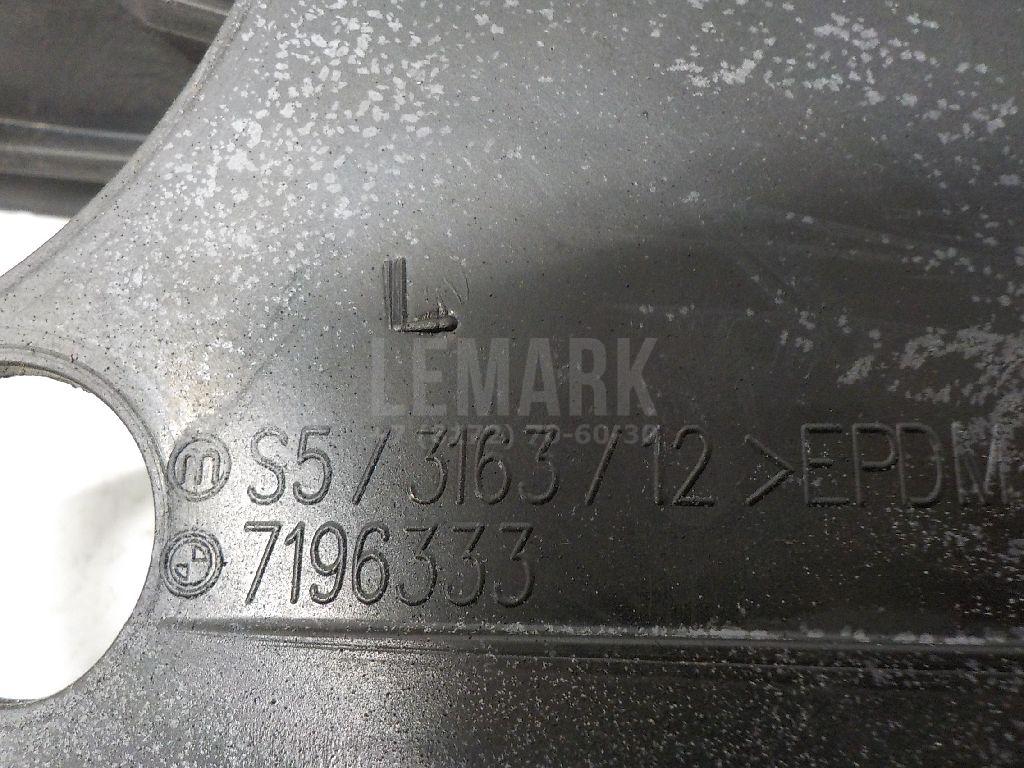 L
LEMARK
S5 / 3163 / 12 >EPDM
7196333